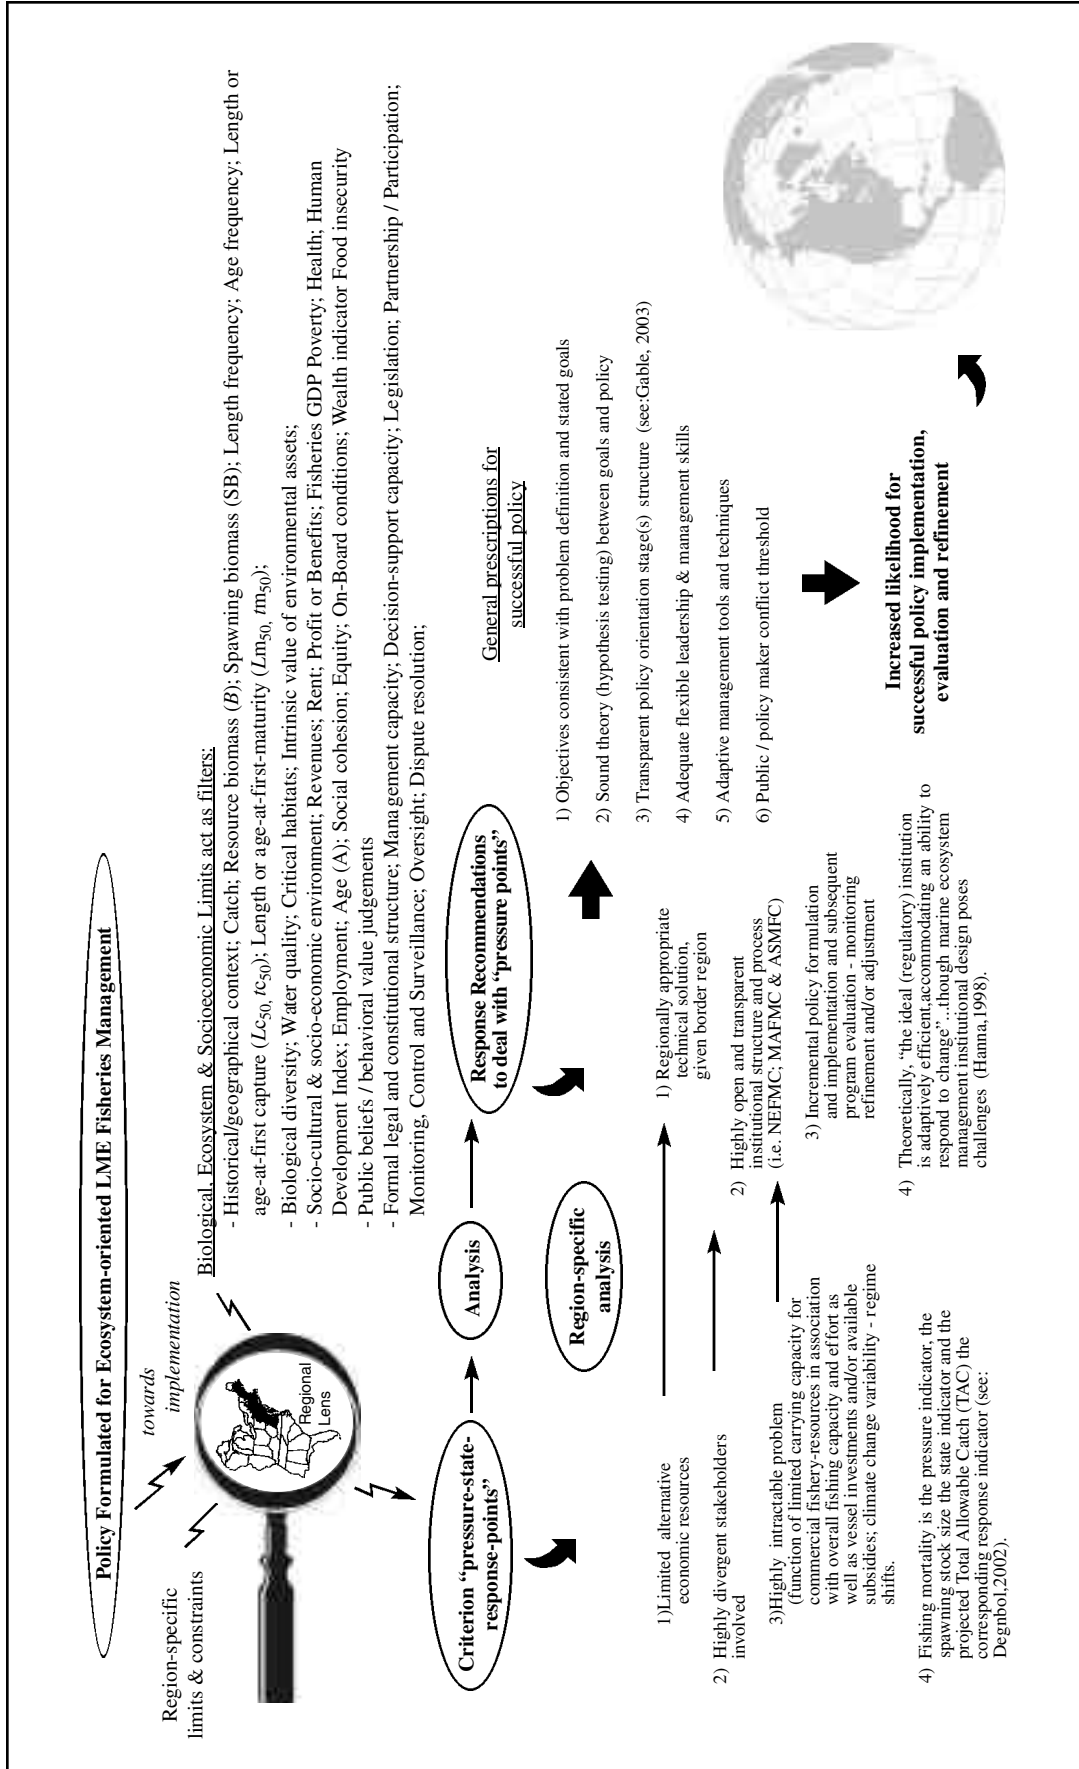 Policy Formulated for Ecosystem-oriented LME Fisheries Management
towards
implementation
Region-specific
limits & constraints
Regional
Lens
Biological, Ecosystem & Socioeconomic Limits act as filters:
- Historical/geographical context; Catch; Resource biomass (B); Spawning biomass (SB); Length frequency; Age frequency; Length or
age-at-first capture (Lc50, tc50); Length or age-at-first-maturity (Lm50, tm50);
- Biological diversity; Water quality; Critical habitats; Intrinsic value of environmental assets;
- Socio-cultural & socio-economic environment; Revenues; Rent; Profit or Benefits; Fisheries GDP Poverty; Health; Human
Development Index; Employment; Age (A); Social cohesion; Equity; On-Board conditions; Wealth indicator Food insecurity
- Public beliefs / behavioral value judgements
- Formal legal and constitutional structure; Management capacity; Decision-support capacity; Legislation; Partnership / Participation;
Monitoring, Control and Surveillance; Oversight; Dispute resolution;
Criterion “pressure-state-
response-points”
Analysis
Response Recommendations
to deal with “pressure points”
Region-specific
analysis
1)Limited alternative
economic resources
2) Highly divergent stakeholders
involved
3)Highly intractable problem
(function of limited carrying capacity for
commercial fishery-resources in association
with overall fishing capacity and effort as
well as vessel investments and/or available
subsidies; climate change variability - regime
shifts.
4) Fishing mortality is the pressure indicator, the
spawning stock size the state indicator and the
projected Total Allowable Catch (TAC) the
corresponding response indicator (see:
Degnbol,2002).
1) Regionally appropriate
technical solution,
given border region
2) Highly open and transparent
institutional structure and process
(i.e. NEFMC; MAFMC & ASMFC)
3) Incremental policy formulation
and implementation and subsequent
program evaluation - monitoring
refinement and/or adjustment
4) Theoretically, “the ideal (regulatory) institution
is adaptively efficient,accommodating an ability to
respond to change”...though marine ecosystem
management institutional design poses
challenges (Hanna,1998).
General prescriptions for
successful policy
1) Objectives consistent with problem definition and stated goals
2) Sound theory (hypothesis testing) between goals and policy
3) Transparent policy orientation stage(s) structure (see:Gable, 2003)
4) Adequate flexible leadership & management skills
5) Adaptive management tools and techniques
6) Public / policy maker conflict threshold
Increased likelihood for
successful policy implementation,
evaluation and refinement